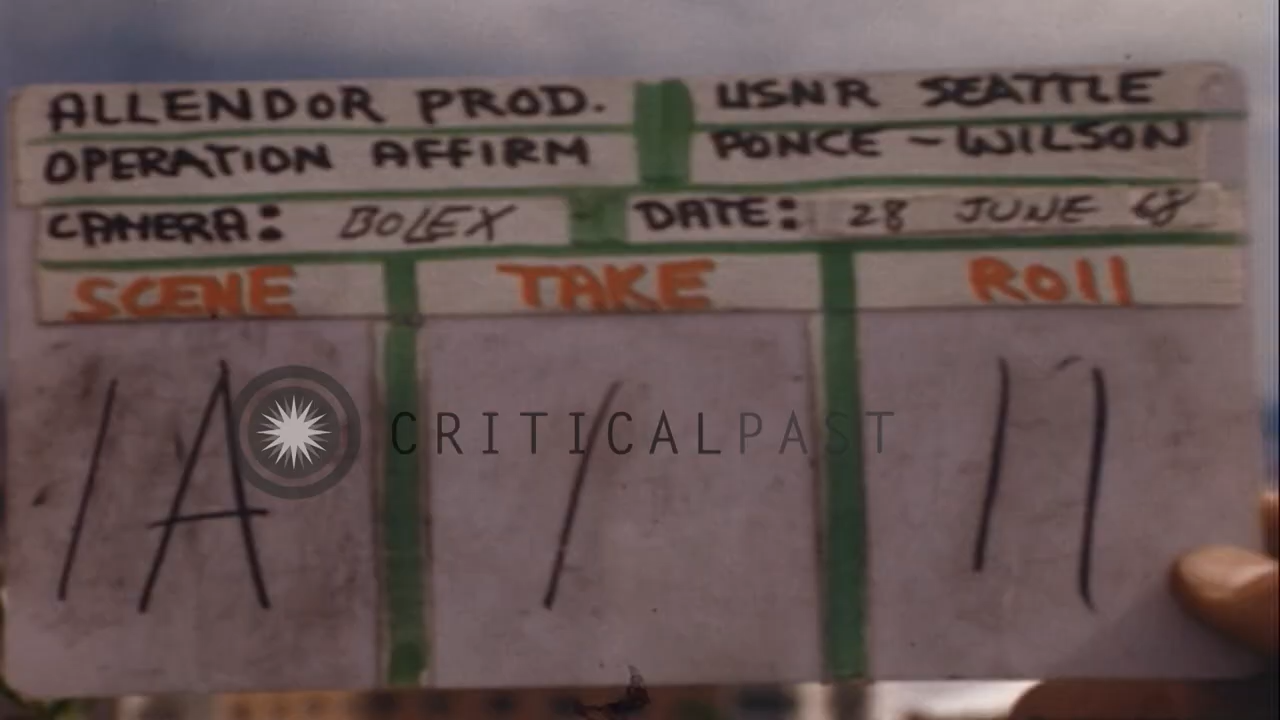 ALLENDOR PROD. USNR SEATTLE
OPERATION AFFIRM PONCE - WILSON
CAMERA: BOLEX DATE: 28 JUNE 68
SCENE TAKE ROLL
1A 1 11
CRITICALPAST